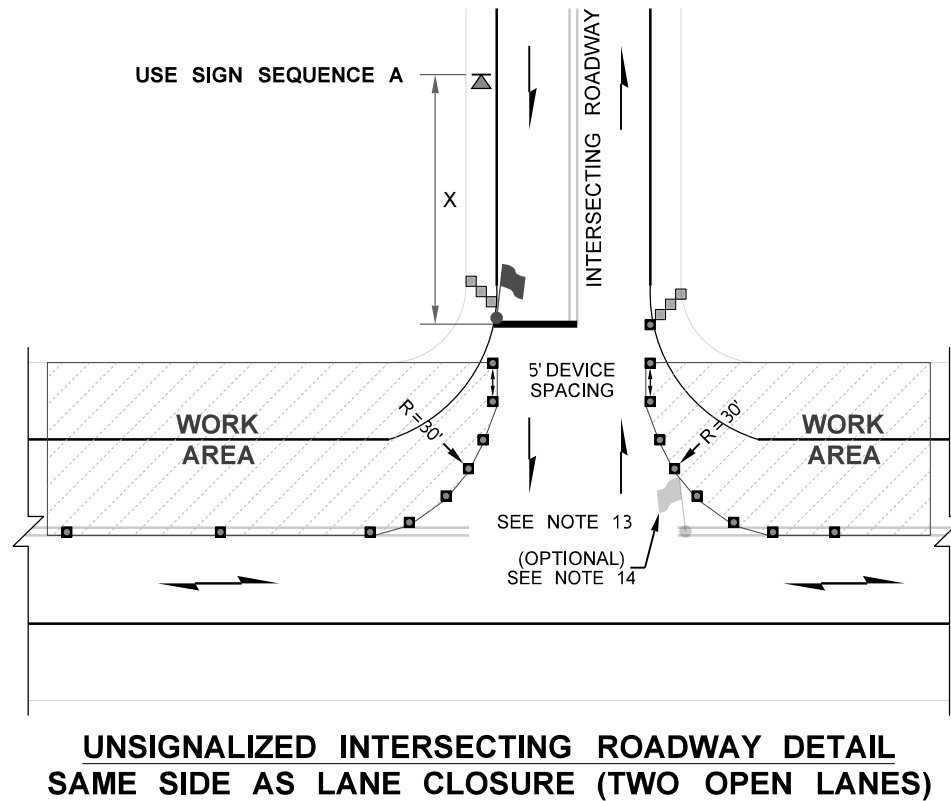 USE SIGN SEQUENCE A
X
INTERSECTING ROADWAY
5' DEVICE
SPACING
R = 30'
R = 30'
WORK
AREA
WORK
AREA
SEE NOTE 13
(OPTIONAL)
SEE NOTE 14
UNSIGNALIZED INTERSECTING ROADWAY DETAIL
SAME SIDE AS LANE CLOSURE (TWO OPEN LANES)